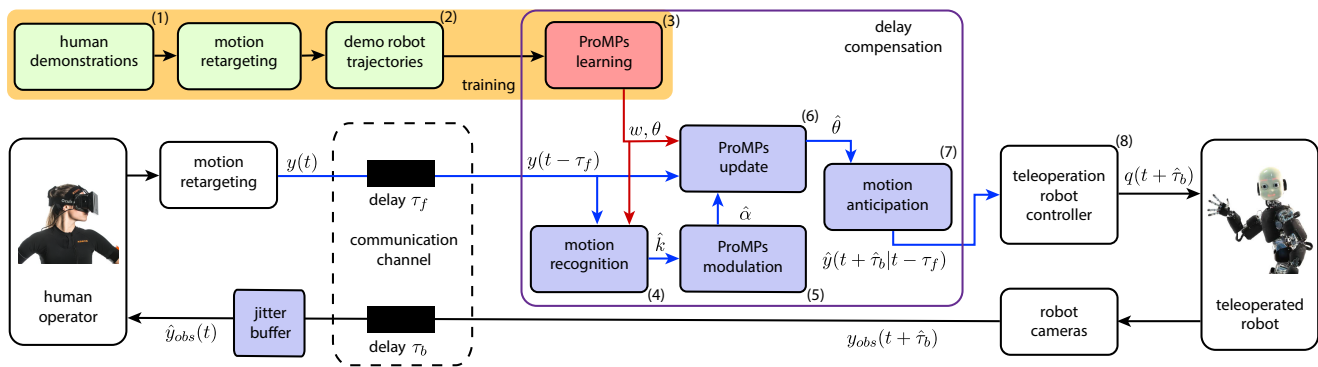 (1)
human
demonstrations
motion
retargeting
(2)
demo robot
trajectories
training
(3)
ProMPs
learning
delay
compensation
human
operator
motion
retargeting
y(t)
delay τ_f
communication
channel
y(t − τ_f)
w, θ
(6)
ProMPs
update
θ̂
(7)
motion
anticipation
α̂
motion
recognition
(4)
k̂
ProMPs
modulation
(5)
ŷ(t + τ̂_b|t − τ_f)
(8)
teleoperation
robot
controller
q(t + τ̂_b)
teleoperated
robot
robot
cameras
y_obs(t + τ̂_b)
delay τ_b
jitter
buffer
ŷ_obs(t)